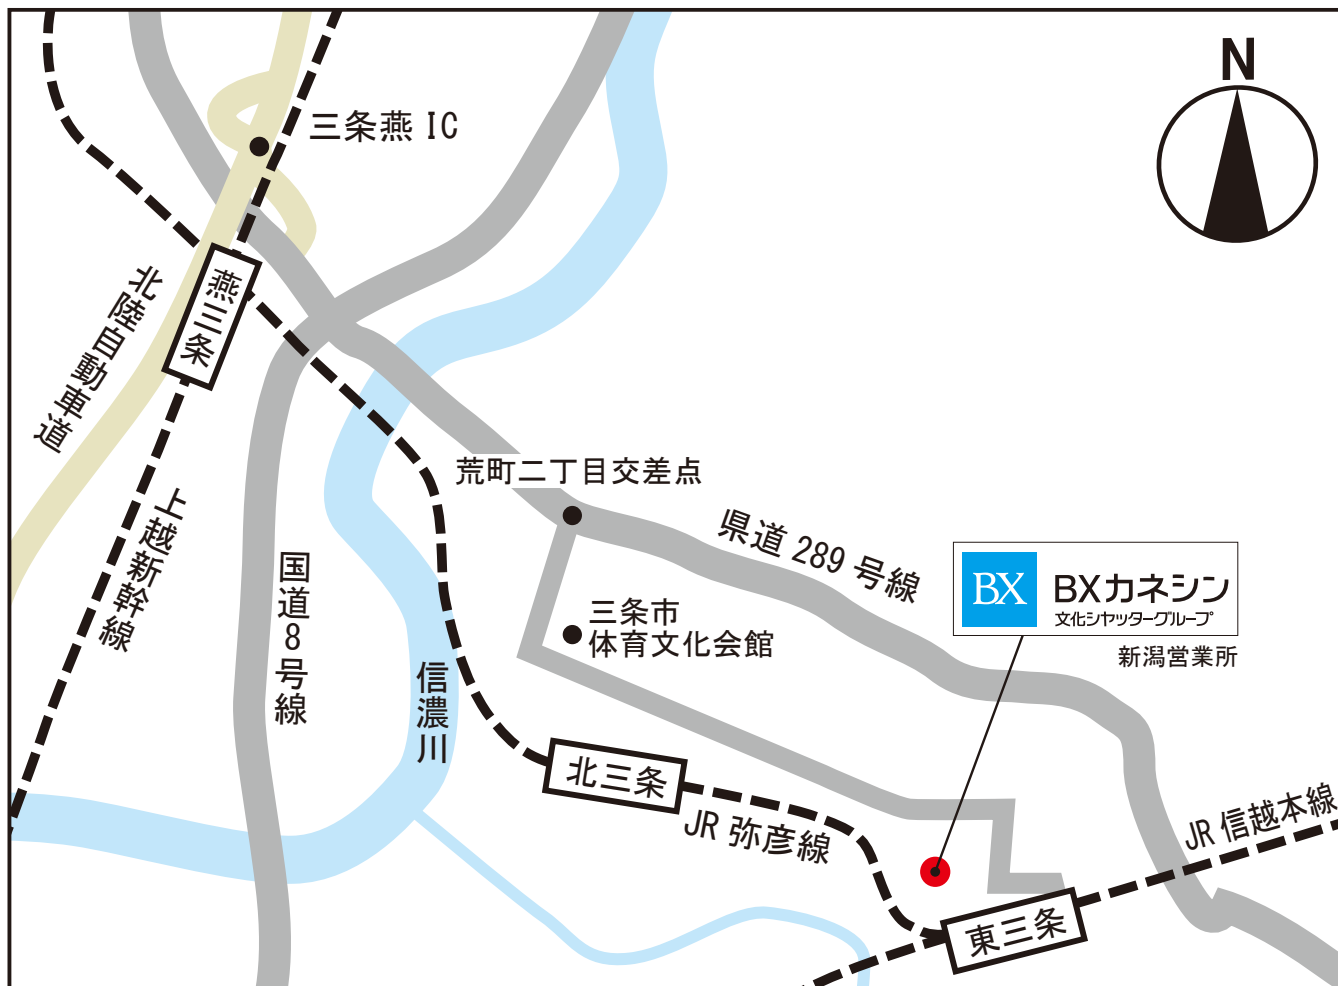 N
三条燕 IC
燕三条
北陸自動車道
上越新幹線
国道8号線
荒町二丁目交差点
県道 289 号線
三条市
体育文化会館
BX
BXカネシン
文化シヤッターグループ
新潟営業所
信濃川
北三条
JR 弥彦線
JR 信越本線
東三条